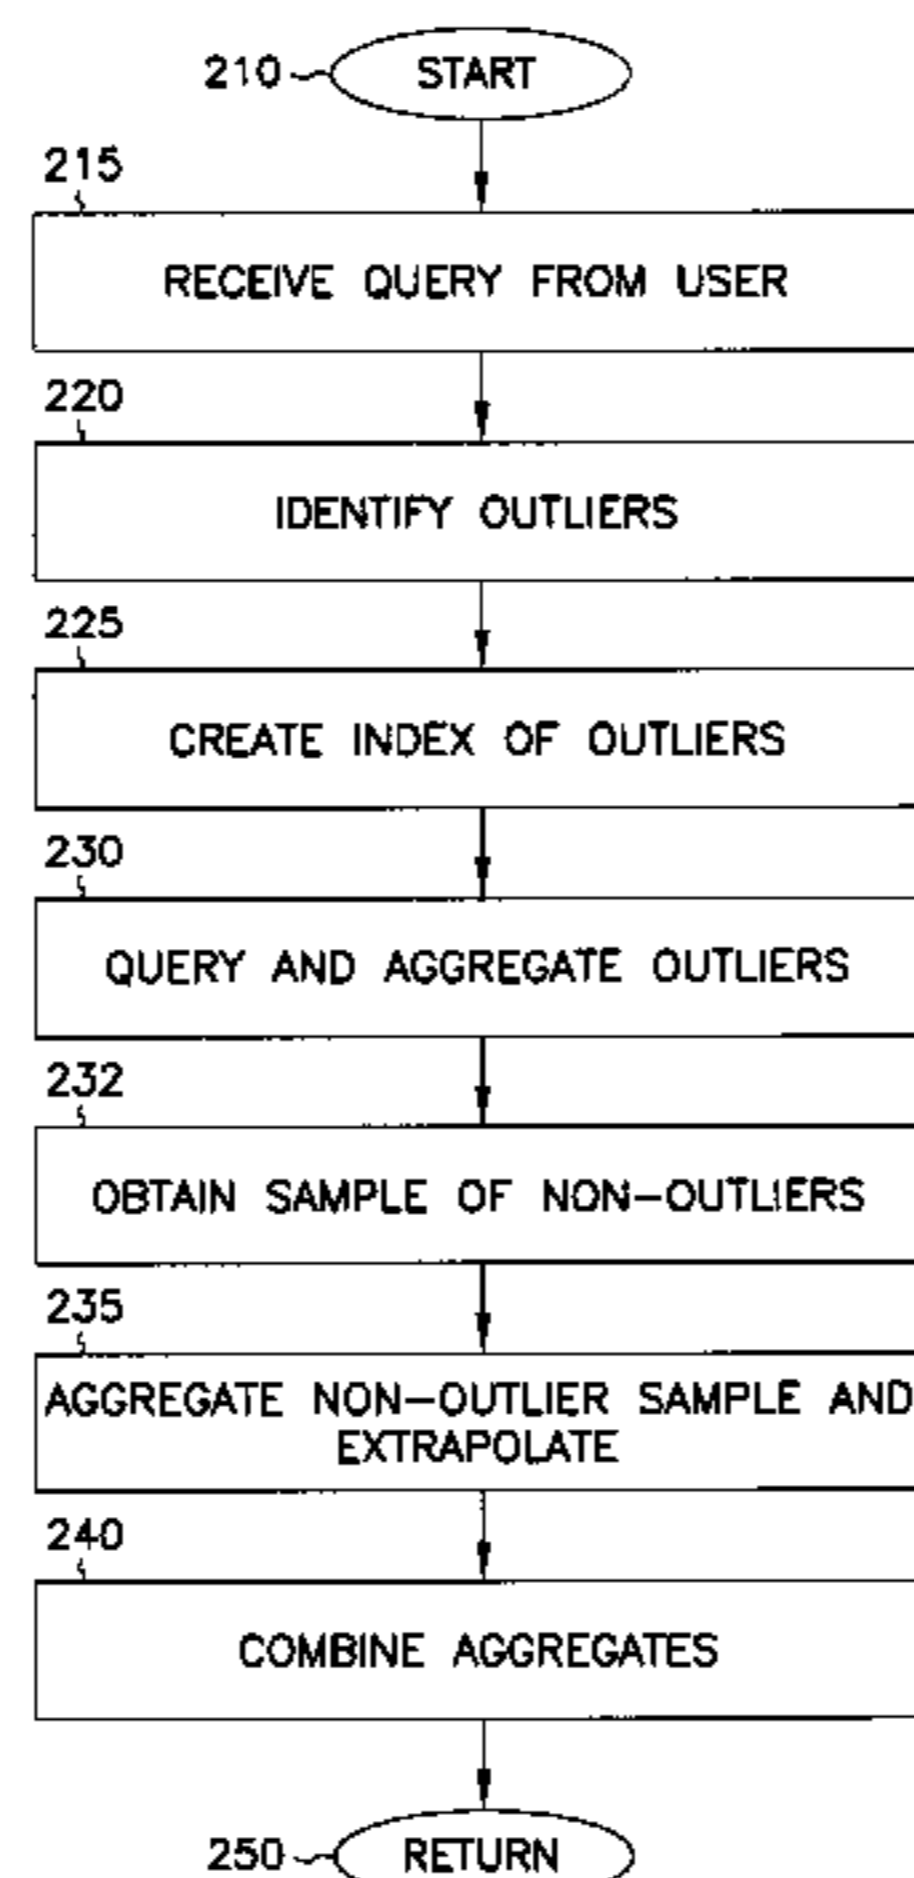 210 START
215
RECEIVE QUERY FROM USER
220
IDENTIFY OUTLIERS
225
CREATE INDEX OF OUTLIERS
230
QUERY AND AGGREGATE OUTLIERS
232
OBTAIN SAMPLE OF NON-OUTLIERS
235
AGGREGATE NON-OUTLIER SAMPLE AND
EXTRAPOLATE
240
COMBINE AGGREGATES
250 RETURN